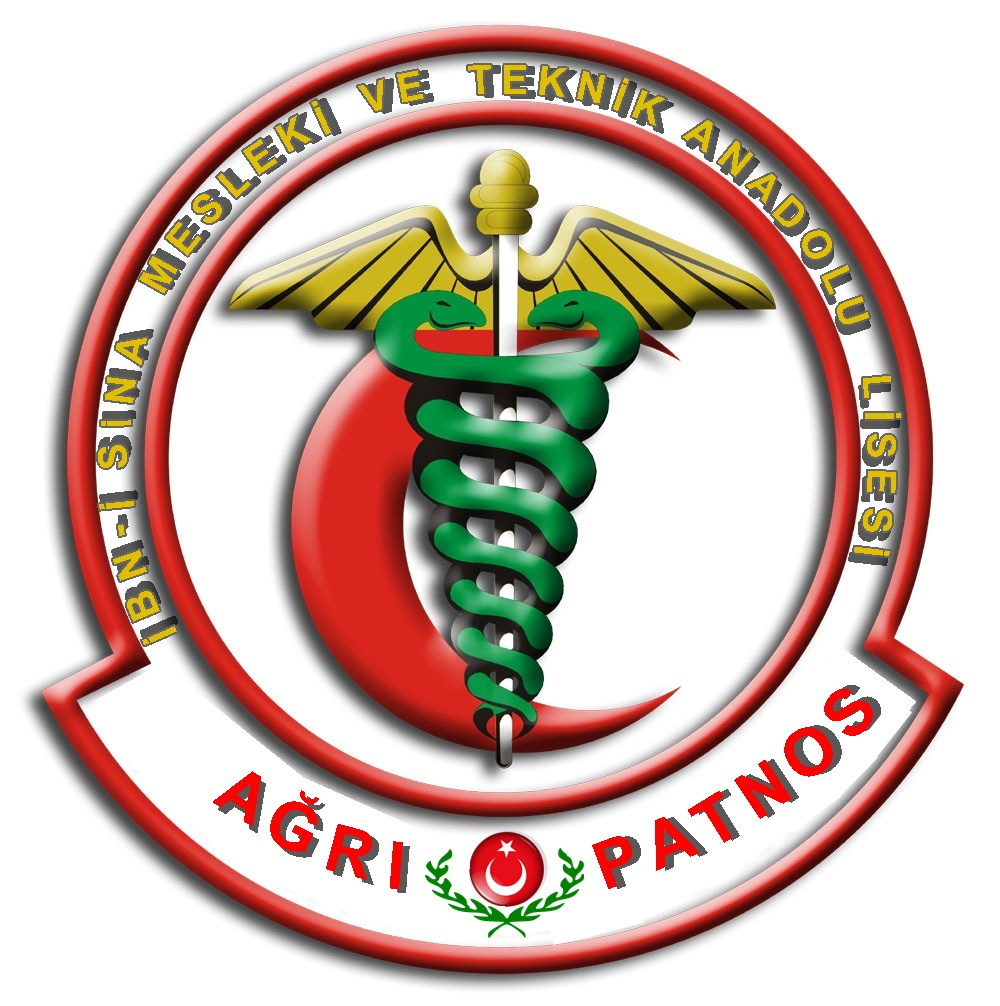 İBN-İ SİNA MESLEKİ VE TEKNİK ANADOLU LİSESİ
AĞRI PATNOS